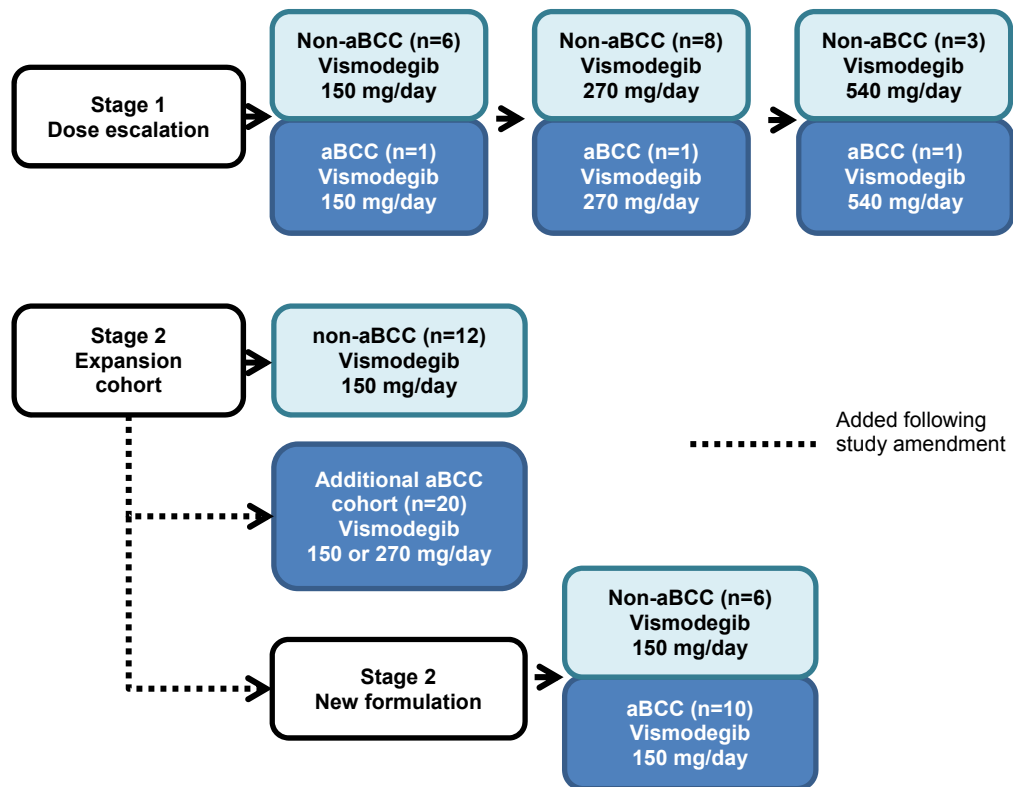 Stage 1
Dose escalation
Non-aBCC (n=6)
Vismodegib
150 mg/day
aBCC (n=1)
Vismodegib
150 mg/day
Non-aBCC (n=8)
Vismodegib
270 mg/day
aBCC (n=1)
Vismodegib
270 mg/day
Non-aBCC (n=3)
Vismodegib
540 mg/day
aBCC (n=1)
Vismodegib
540 mg/day
Stage 2
Expansion
cohort
non-aBCC (n=12)
Vismodegib
150 mg/day
Additional aBCC
cohort (n=20)
Vismodegib
150 or 270 mg/day
Added following
study amendment
Stage 2
New formulation
Non-aBCC (n=6)
Vismodegib
150 mg/day
aBCC (n=10)
Vismodegib
150 mg/day